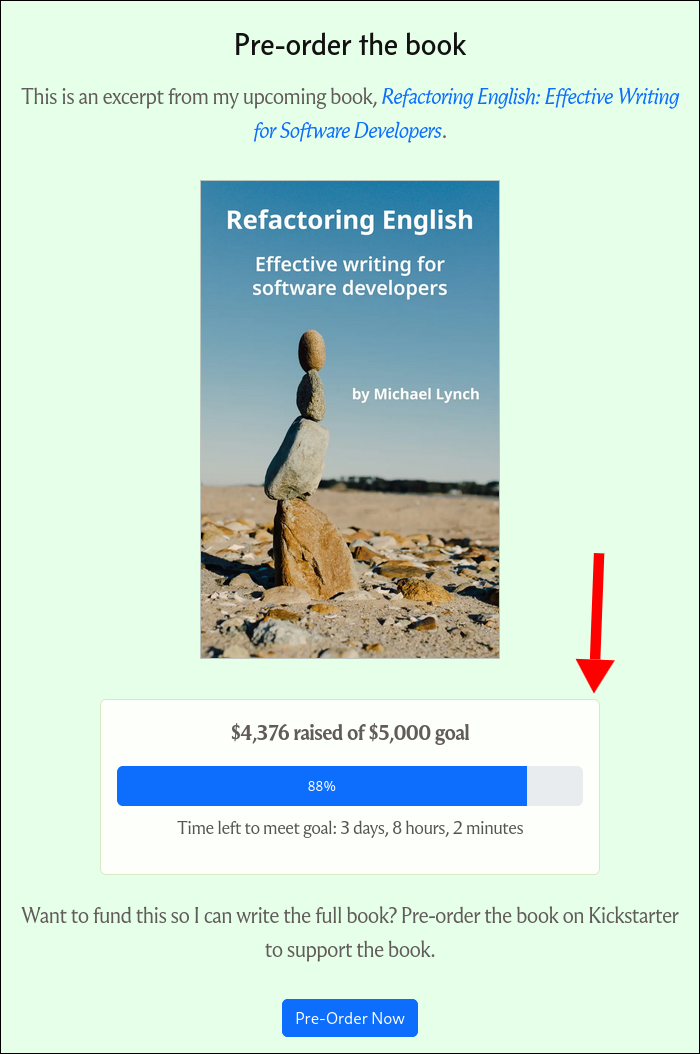 Pre-order the book
This is an excerpt from my upcoming book, Refactoring English: Effective Writing
for Software Developers.
Refactoring English
Effective writing for
software developers
by Michael Lynch
$4,376 raised of $5,000 goal
88%
Time left to meet goal: 3 days, 8 hours, 2 minutes
Want to fund this so I can write the full book? Pre-order the book on Kickstarter
to support the book.
Pre-Order Now